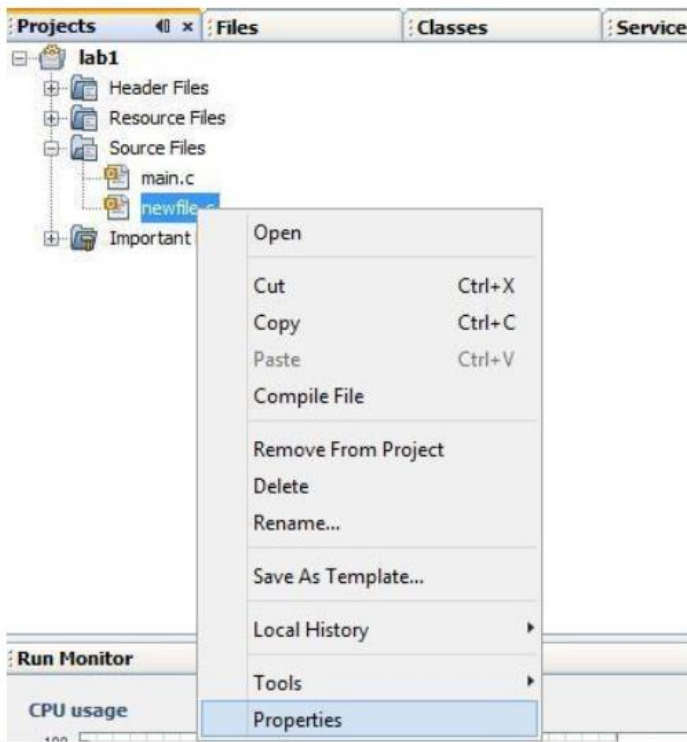 Projects
Files
Classes
Service
lab1
Header Files
Resource Files
Source Files
main.c
newfile.c
Important
Open
Cut Ctrl+X
Copy Ctrl+C
Paste Ctrl+V
Compile File
Remove From Project
Delete
Rename...
Save As Template...
Local History
Tools
Properties
Run Monitor
CPU usage
100